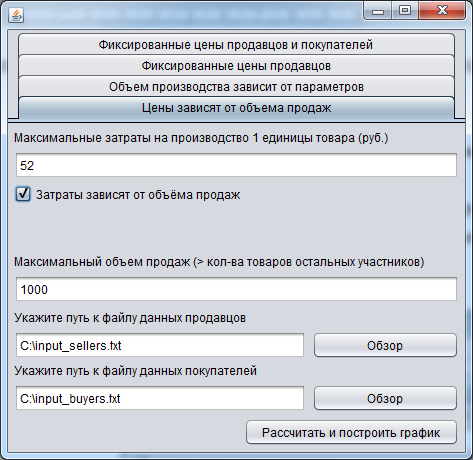 Фиксированные цены продавцов и покупателей
Фиксированные цены продавцов
Объем производства зависит от параметров
Цены зависят от объема продаж
Максимальные затраты на производство 1 единицы товара (руб.)
52
Затраты зависят от объёма продаж
Максимальный объем продаж (> кол-ва товаров остальных участников)
1000
Укажите путь к файлу данных продавцов
C:\input_sellers.txt
Обзор
Укажите путь к файлу данных покупателей
C:\input_buyers.txt
Обзор
Рассчитать и построить график